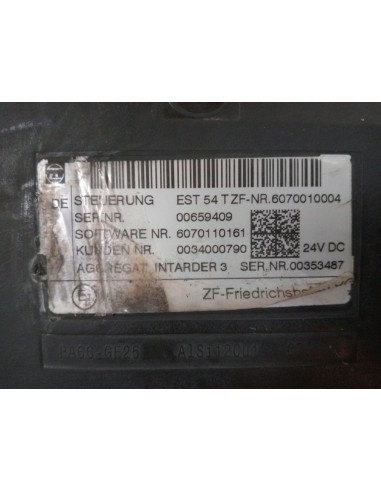 DE STEUERUNG EST 54 T ZF-NR.6070010004
SER.NR. 00659409
SOFTWARE NR. 6070110161
KUNDEN NR. 0034000790 24V DC
AGGREGAT INTARDER 3 SER.NR.00353487
ZF-Friedrichsha